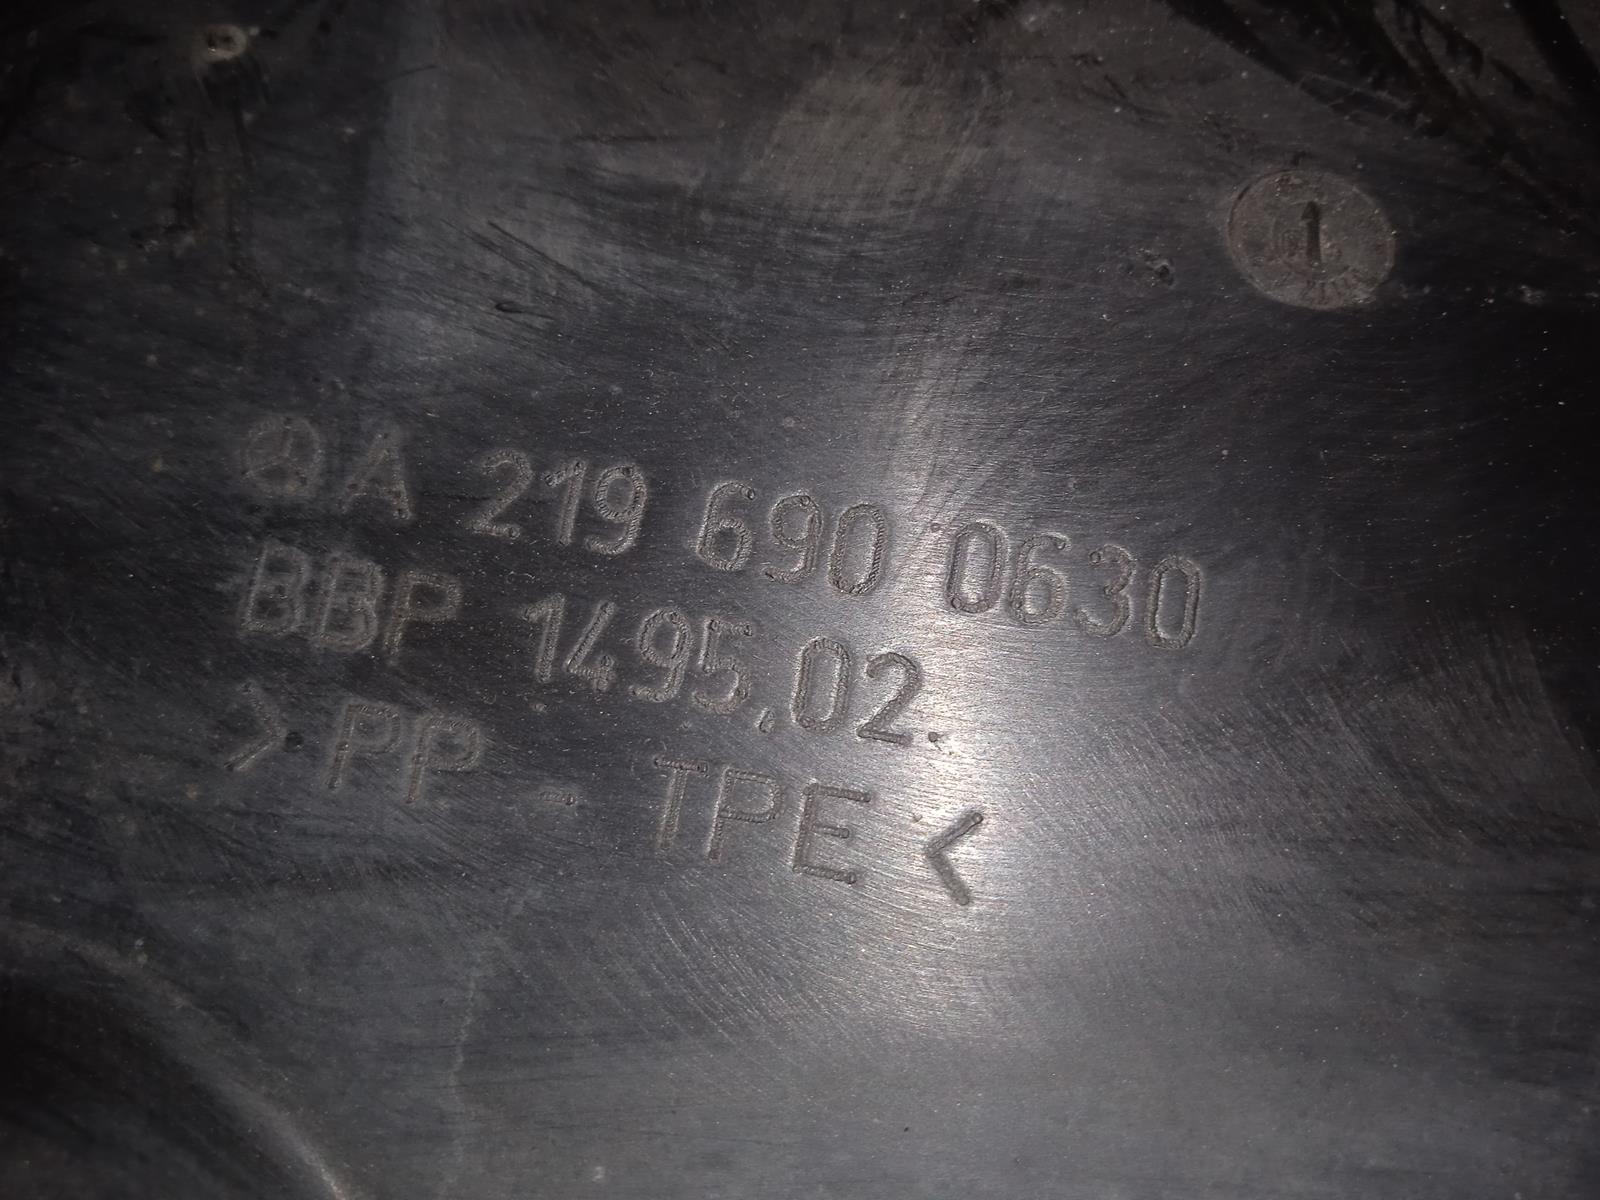 1
A 219 690 0630
BBP 1495.02.
>PP - TPE<